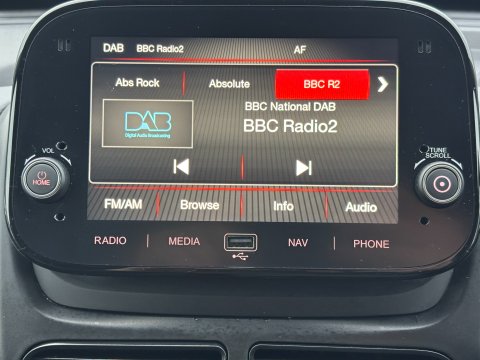 DAB BBC Radio2 AF
Abs Rock Absolute BBC R2
BBC National DAB
DAB
Digital Audio Broadcasting
BBC Radio2
VOL
HOME
TUNE
SCROLL
FM/AM Browse Info Audio
RADIO MEDIA NAV PHONE